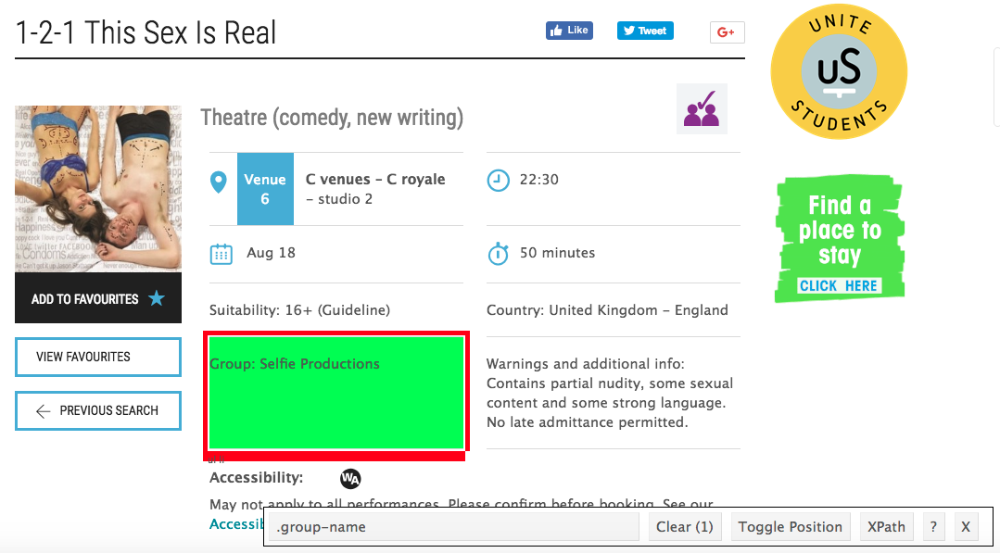 1-2-1 This Sex Is Real
Like
Tweet
G+
UNITE
uS
STUDENTS
Theatre (comedy, new writing)
Venue
6
C venues – C royale
– studio 2
22:30
Aug 18
50 minutes
Find a
place to
stay
CLICK HERE
ADD TO FAVOURITES
VIEW FAVOURITES
PREVIOUS SEARCH
Suitability: 16+ (Guideline)
Country: United Kingdom – England
Group: Selfie Productions
Warnings and additional info:
Contains partial nudity, some sexual
content and some strong language.
No late admittance permitted.
Accessibility:
WA
May not apply to all performances. Please confirm before booking. See our
Accessib
.group-name
Clear (1)
Toggle Position
XPath
?
X